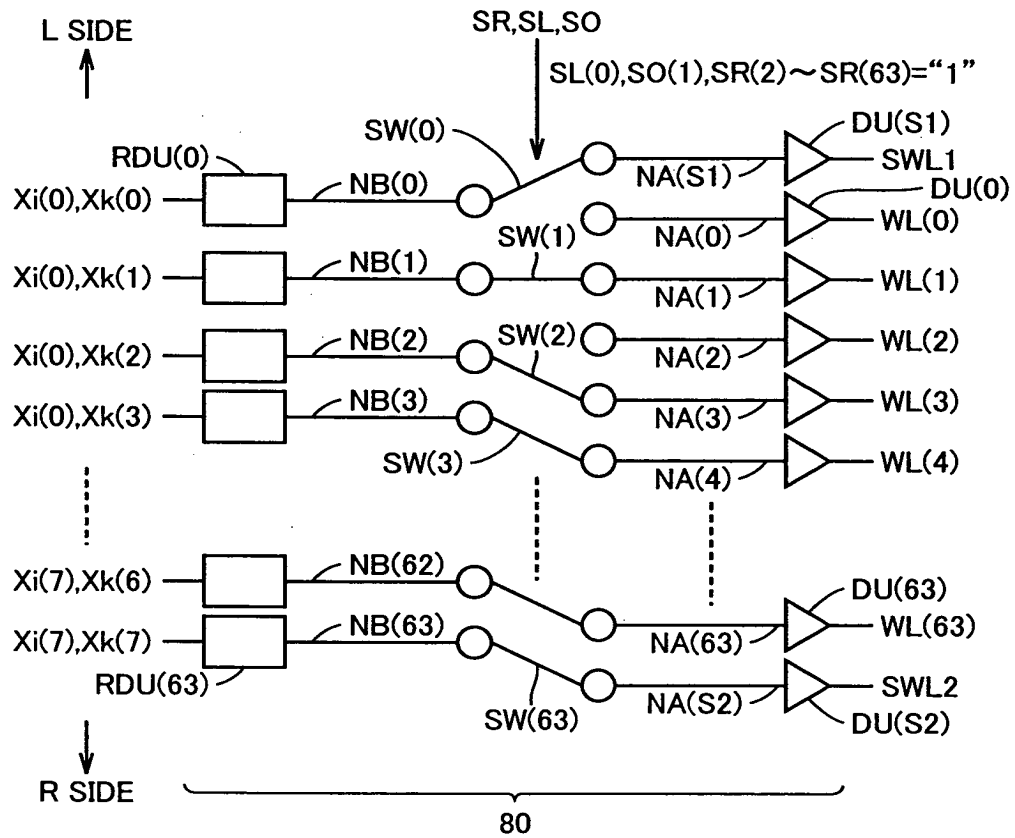 L SIDE
SR,SL,SO
SL(0),SO(1),SR(2)～SR(63)=“1”
SW(0)
DU(S1)
RDU(0)
NB(0)
NA(S1)
SWL1
DU(0)
Xi(0),Xk(0)
SW(1)
NA(0)
WL(0)
Xi(0),Xk(1)
NB(1)
NA(1)
WL(1)
Xi(0),Xk(2)
NB(2)
SW(2)
NA(2)
WL(2)
Xi(0),Xk(3)
NB(3)
NA(3)
WL(3)
SW(3)
NA(4)
WL(4)
Xi(7),Xk(6)
NB(62)
DU(63)
Xi(7),Xk(7)
NB(63)
NA(63)
WL(63)
RDU(63)
SW(63)
NA(S2)
SWL2
DU(S2)
R SIDE
80